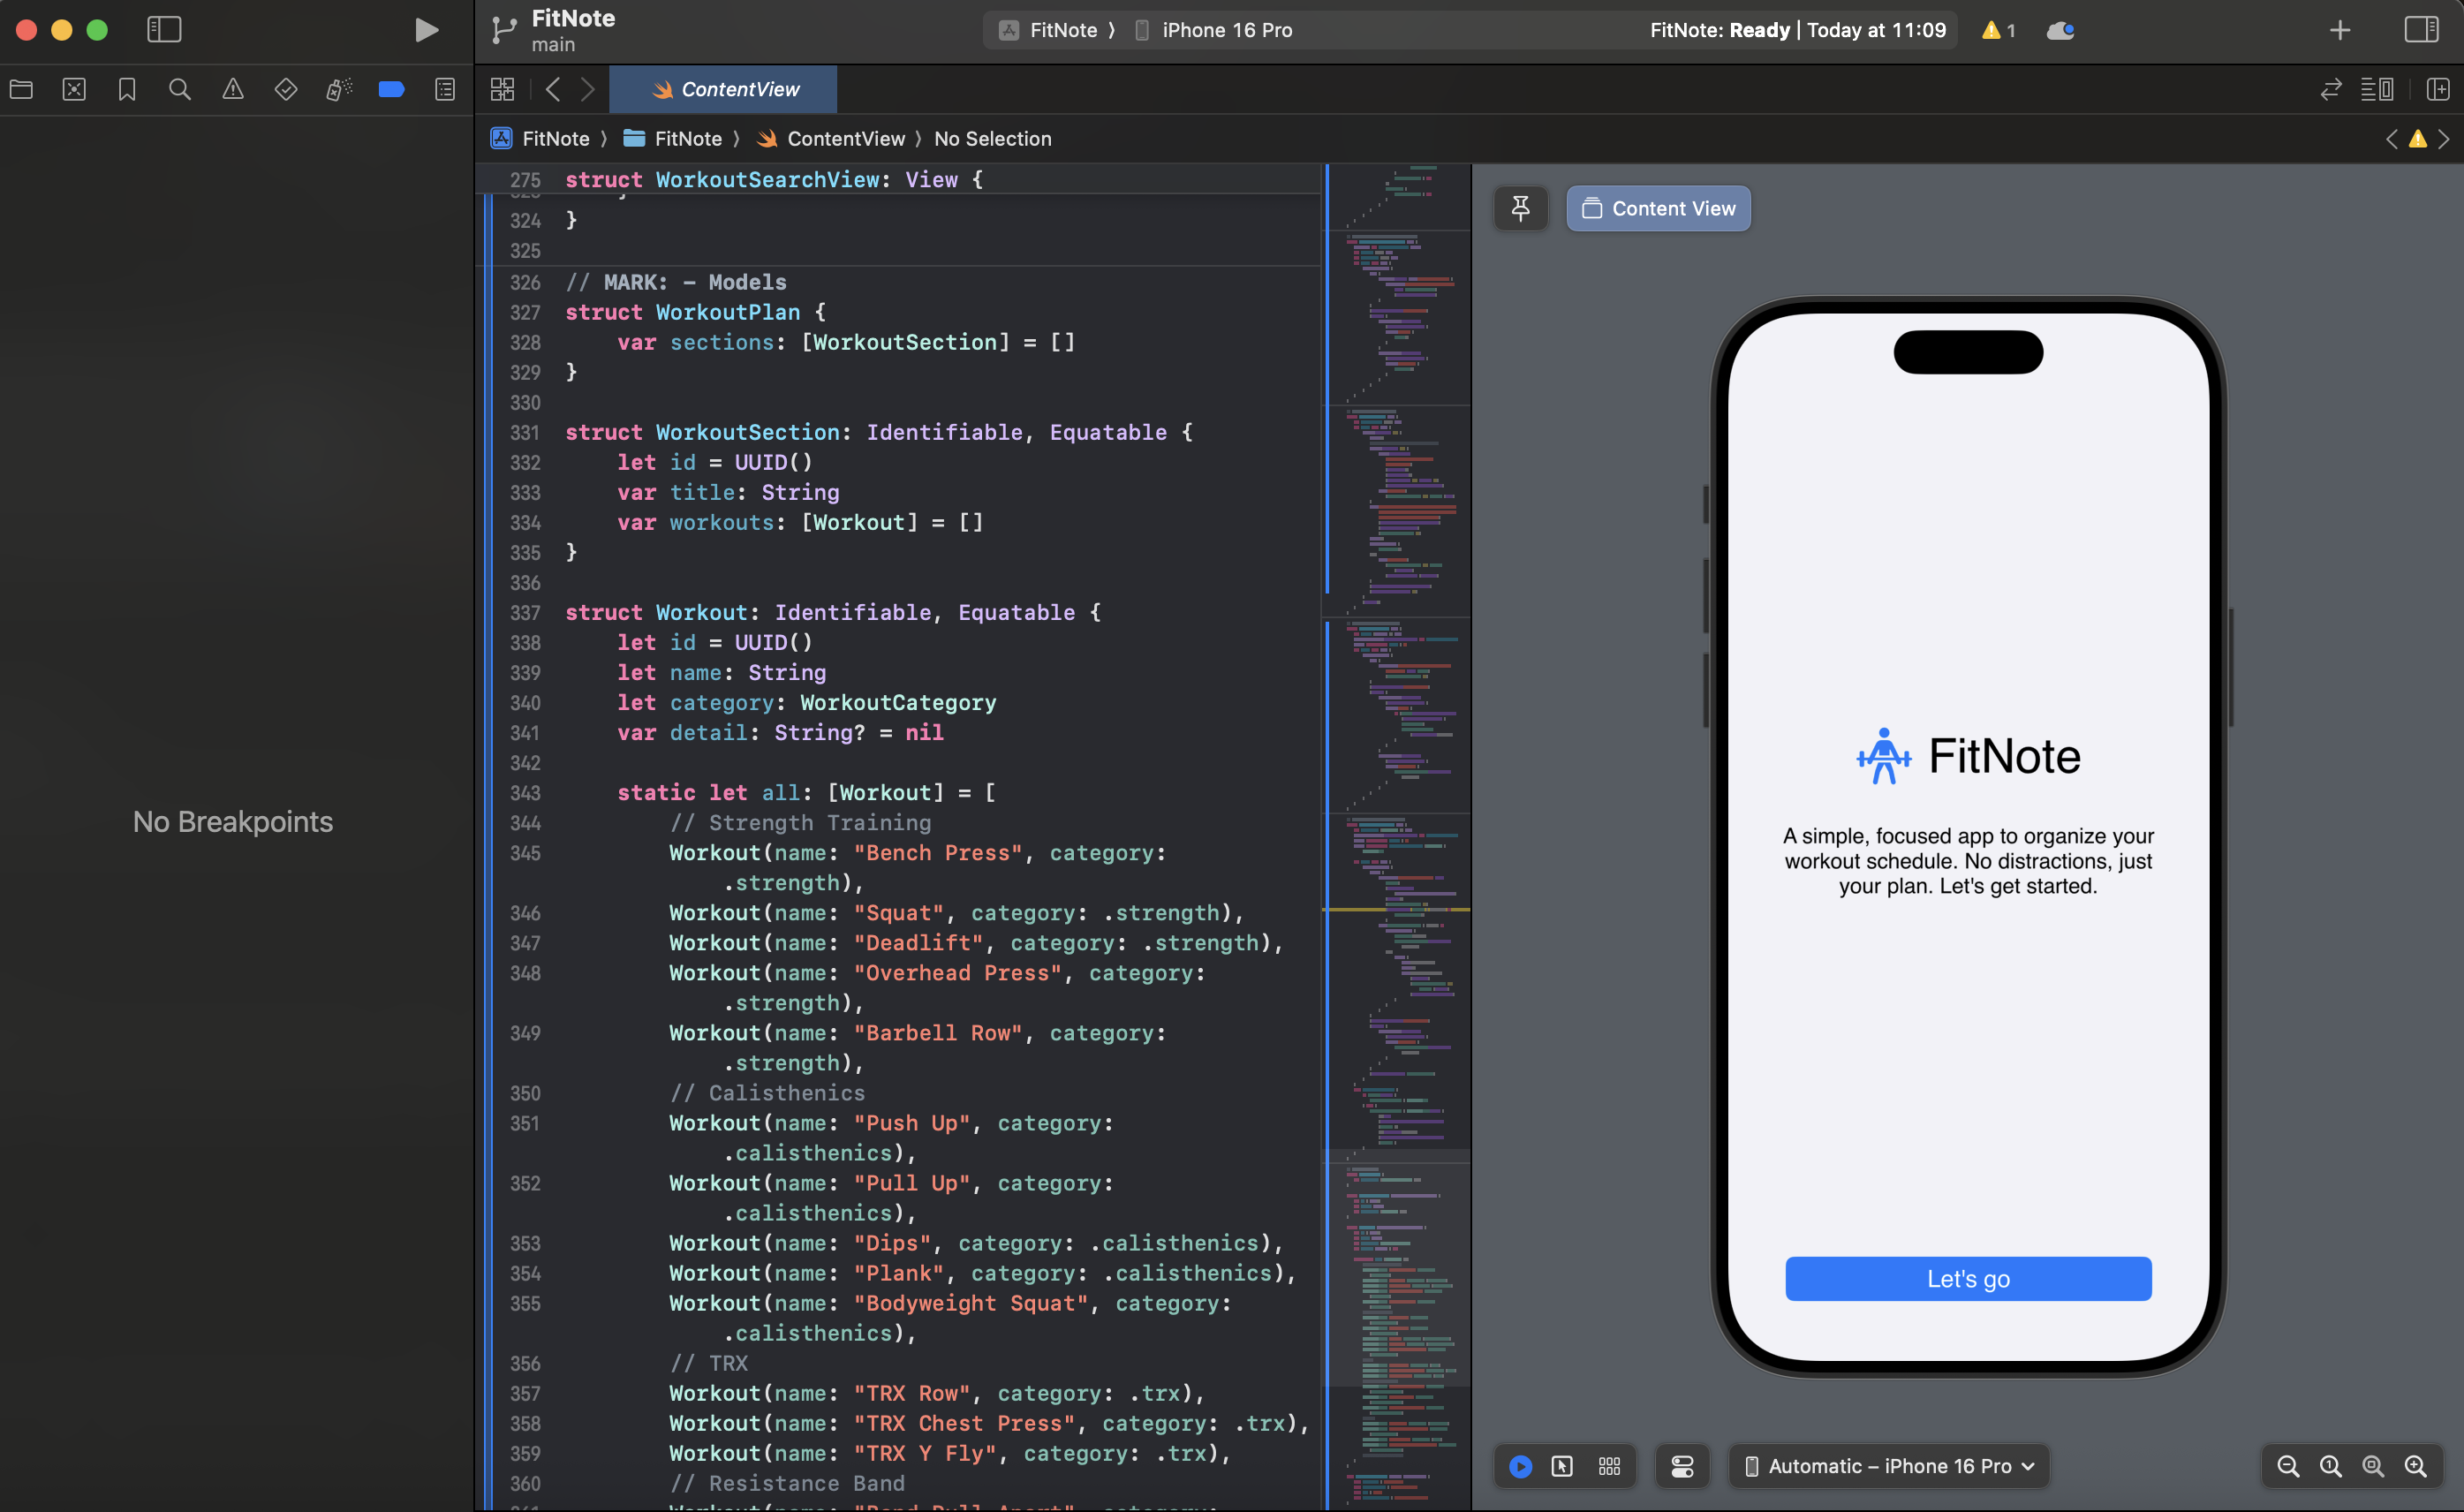 FitNote
main
FitNote 〉 iPhone 16 Pro
FitNote: Ready | Today at 11:09
1
ContentView
FitNote 〉 FitNote 〉 ContentView 〉 No Selection
No Breakpoints
275 struct WorkoutSearchView: View {
324 }
325
326 // MARK: - Models
327 struct WorkoutPlan {
328 var sections: [WorkoutSection] = []
329 }
330
331 struct WorkoutSection: Identifiable, Equatable {
332 let id = UUID()
333 var title: String
334 var workouts: [Workout] = []
335 }
336
337 struct Workout: Identifiable, Equatable {
338 let id = UUID()
339 let name: String
340 let category: WorkoutCategory
341 var detail: String? = nil
342
343 static let all: [Workout] = [
344 // Strength Training
345 Workout(name: "Bench Press", category:
.strength),
346 Workout(name: "Squat", category: .strength),
347 Workout(name: "Deadlift", category: .strength),
348 Workout(name: "Overhead Press", category:
.strength),
349 Workout(name: "Barbell Row", category:
.strength),
350 // Calisthenics
351 Workout(name: "Push Up", category:
.calisthenics),
352 Workout(name: "Pull Up", category:
.calisthenics),
353 Workout(name: "Dips", category: .calisthenics),
354 Workout(name: "Plank", category: .calisthenics),
355 Workout(name: "Bodyweight Squat", category:
.calisthenics),
356 // TRX
357 Workout(name: "TRX Row", category: .trx),
358 Workout(name: "TRX Chest Press", category: .trx),
359 Workout(name: "TRX Y Fly", category: .trx),
360 // Resistance Band
Content View
FitNote
A simple, focused app to organize your
workout schedule. No distractions, just
your plan. Let's get started.
Let's go
Automatic – iPhone 16 Pro